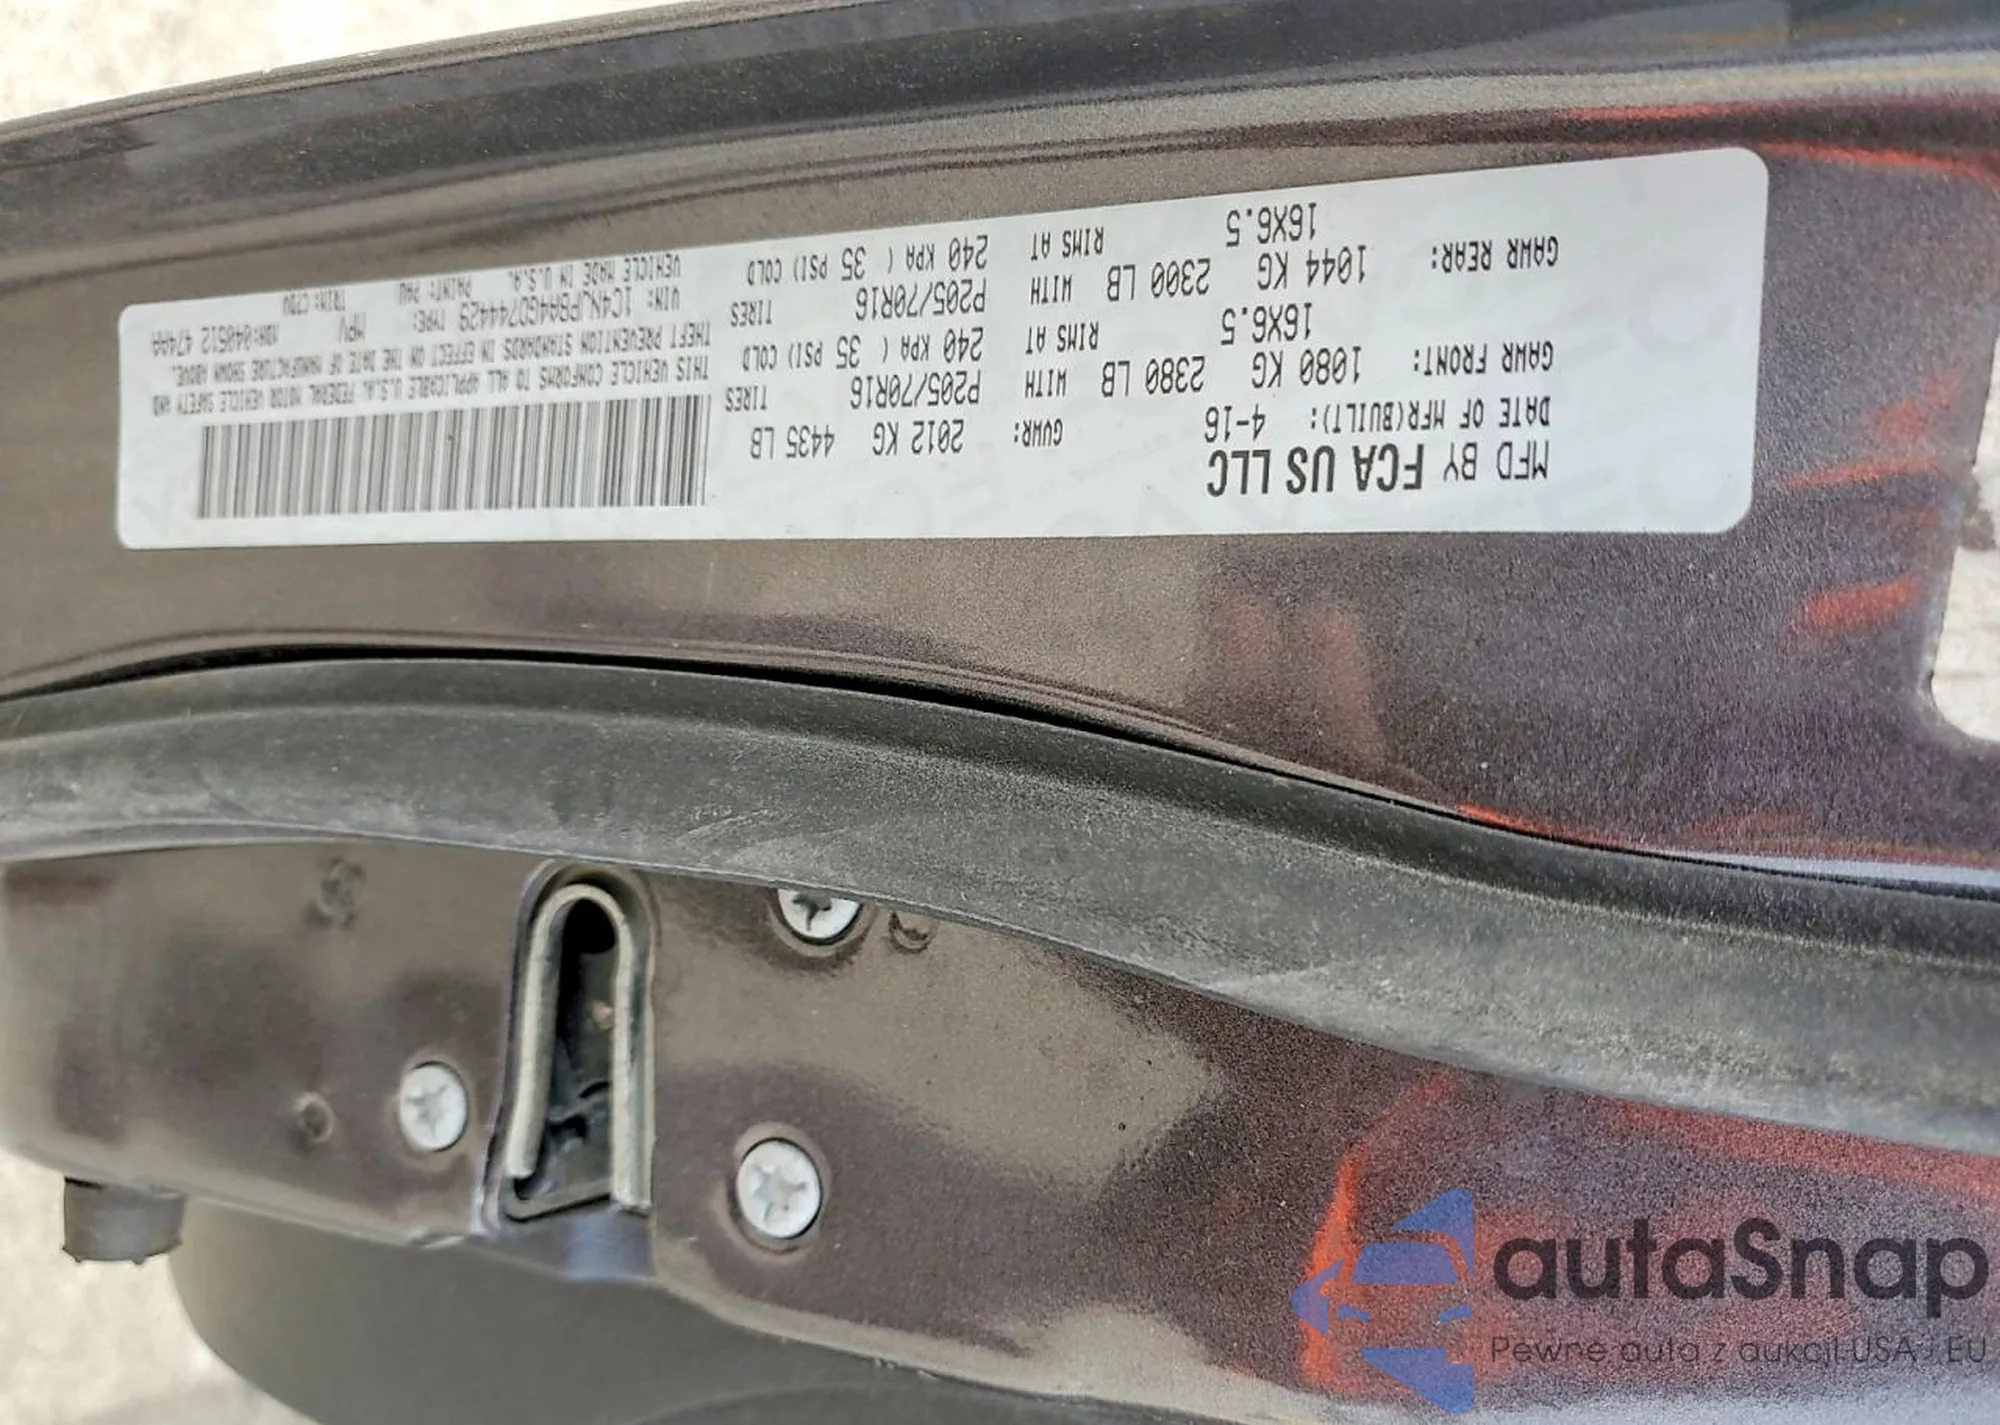 MFD BY FCA US LLC
DATE OF MFR(BUILT): 4-16
GVWR: 2012 KG 4435 LB
GAWR FRONT: 1080 KG 2380 LB WITH P205/70R16 TIRES
16X6.5 RIMS AT 240 KPA ( 35 PSI) COLD
GAWR REAR: 1044 KG 2300 LB WITH P205/70R16 TIRES
16X6.5 RIMS AT 240 KPA ( 35 PSI) COLD
THIS VEHICLE CONFORMS TO ALL APPLICABLE U.S.A. FEDERAL MOTOR VEHICLE SAFETY AND
THEFT PREVENTION STANDARDS IN EFFECT ON THE DATE OF MANUFACTURE SHOWN ABOVE.
VIN: 1C4NJPBA4GD744429 TYPE: MPV MDH:040512 474AA
VEHICLE MADE IN U.S.A. PAINT: PAU TRIM:
autaSnap
Pewne auta z aukcji USA i EU